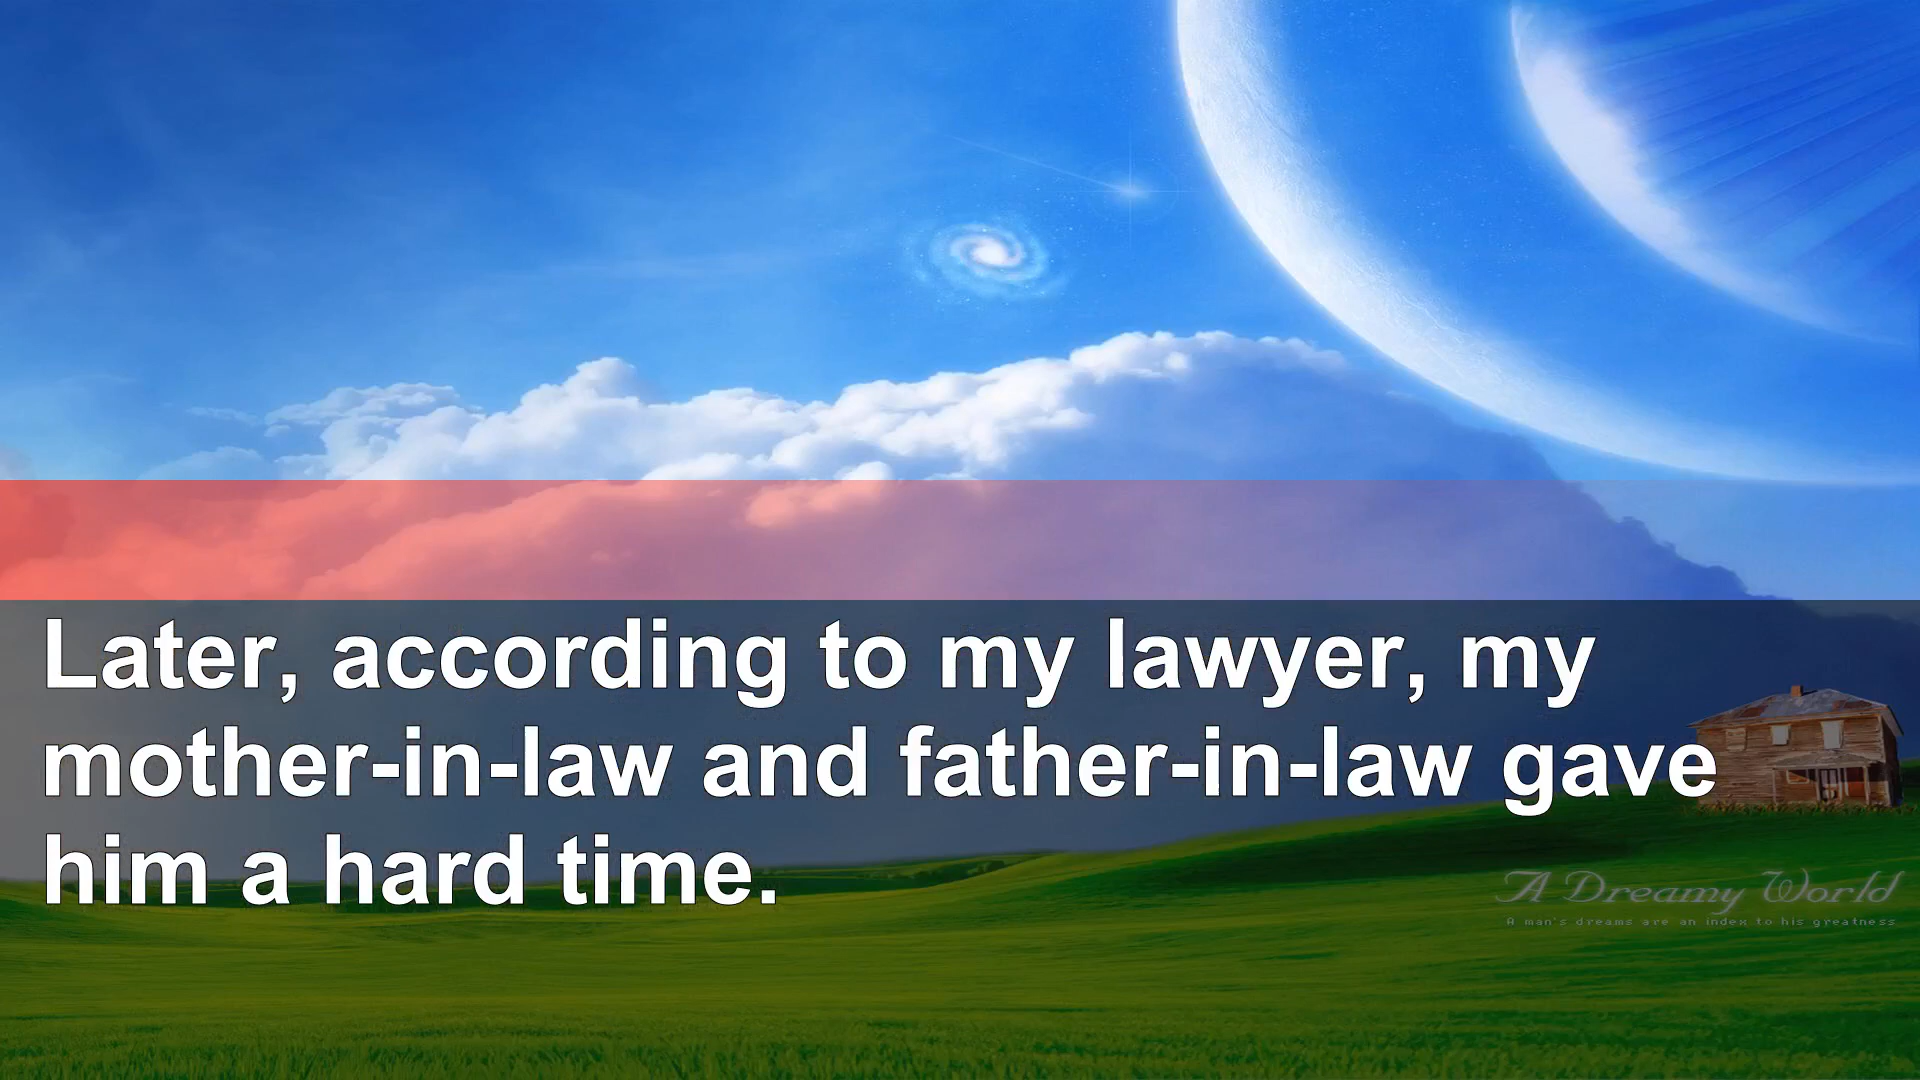 Later, according to my lawyer, my
mother-in-law and father-in-law gave
him a hard time.
A Dreamy World
A man's dreams are an index to his greatness